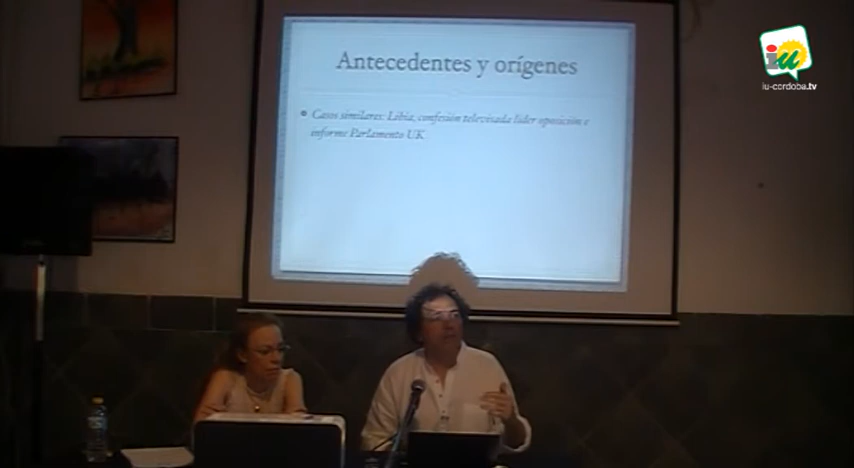 Antecedentes y orígenes
Casos similares: Libia, confesión televisada líder oposición e
informe Parlamento UK
iu
iu-cordoba.tv